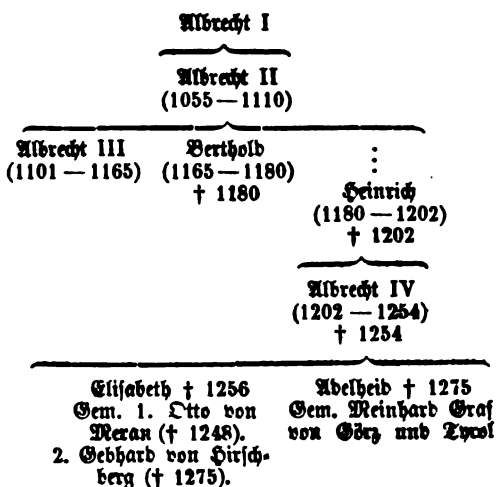 Albrecht I
Albrecht II
(1055 — 1110)
Albrecht III
(1101 — 1165)
Berthold
(1165 — 1180)
† 1180
Heinrich
(1180 — 1202)
† 1202
Albrecht IV
(1202 — 1254)
† 1254
Elisabeth † 1256
Gem. 1. Otto von
Meran († 1248).
2. Gebhard von Hirsch-
berg († 1275).
Adelheid † 1275
Gem. Meinhard Graf
von Görz und Tyrol